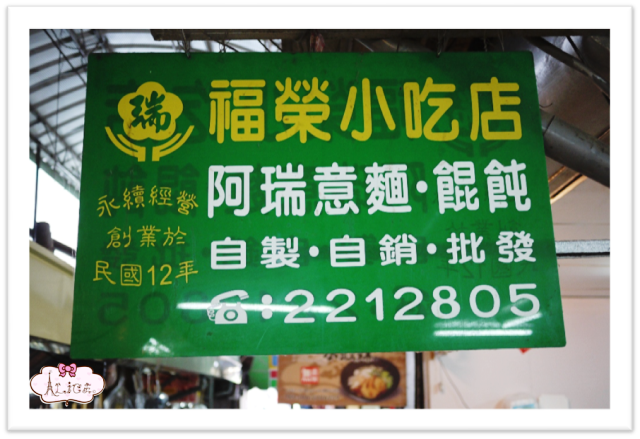 瑞
福榮小吃店
永續經營
創業於
民國12年
阿瑞意麵·餛飩
自製·自銷·批發
☎:2212805